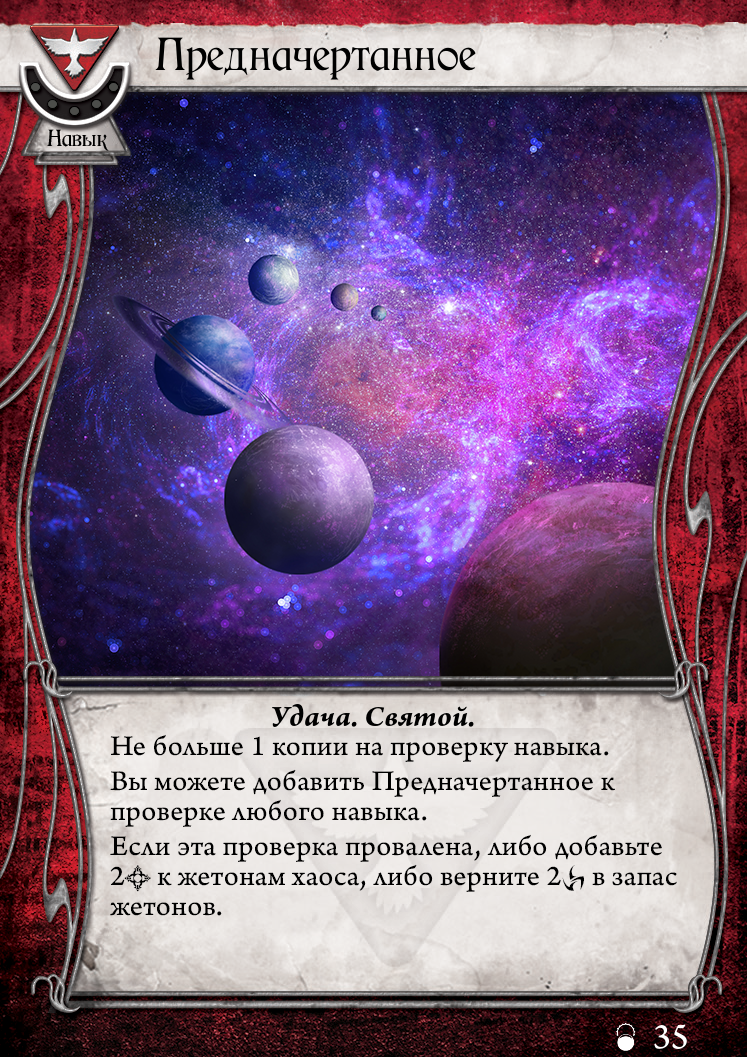 Предначертанное
Навык
Удача. Святой.
Не больше 1 копии на проверку навыка.
Вы можете добавить Предначертанное к
проверке любого навыка.
Если эта проверка провалена, либо добавьте
2 к жетонам хаоса, либо верните 2 в запас
жетонов.
35